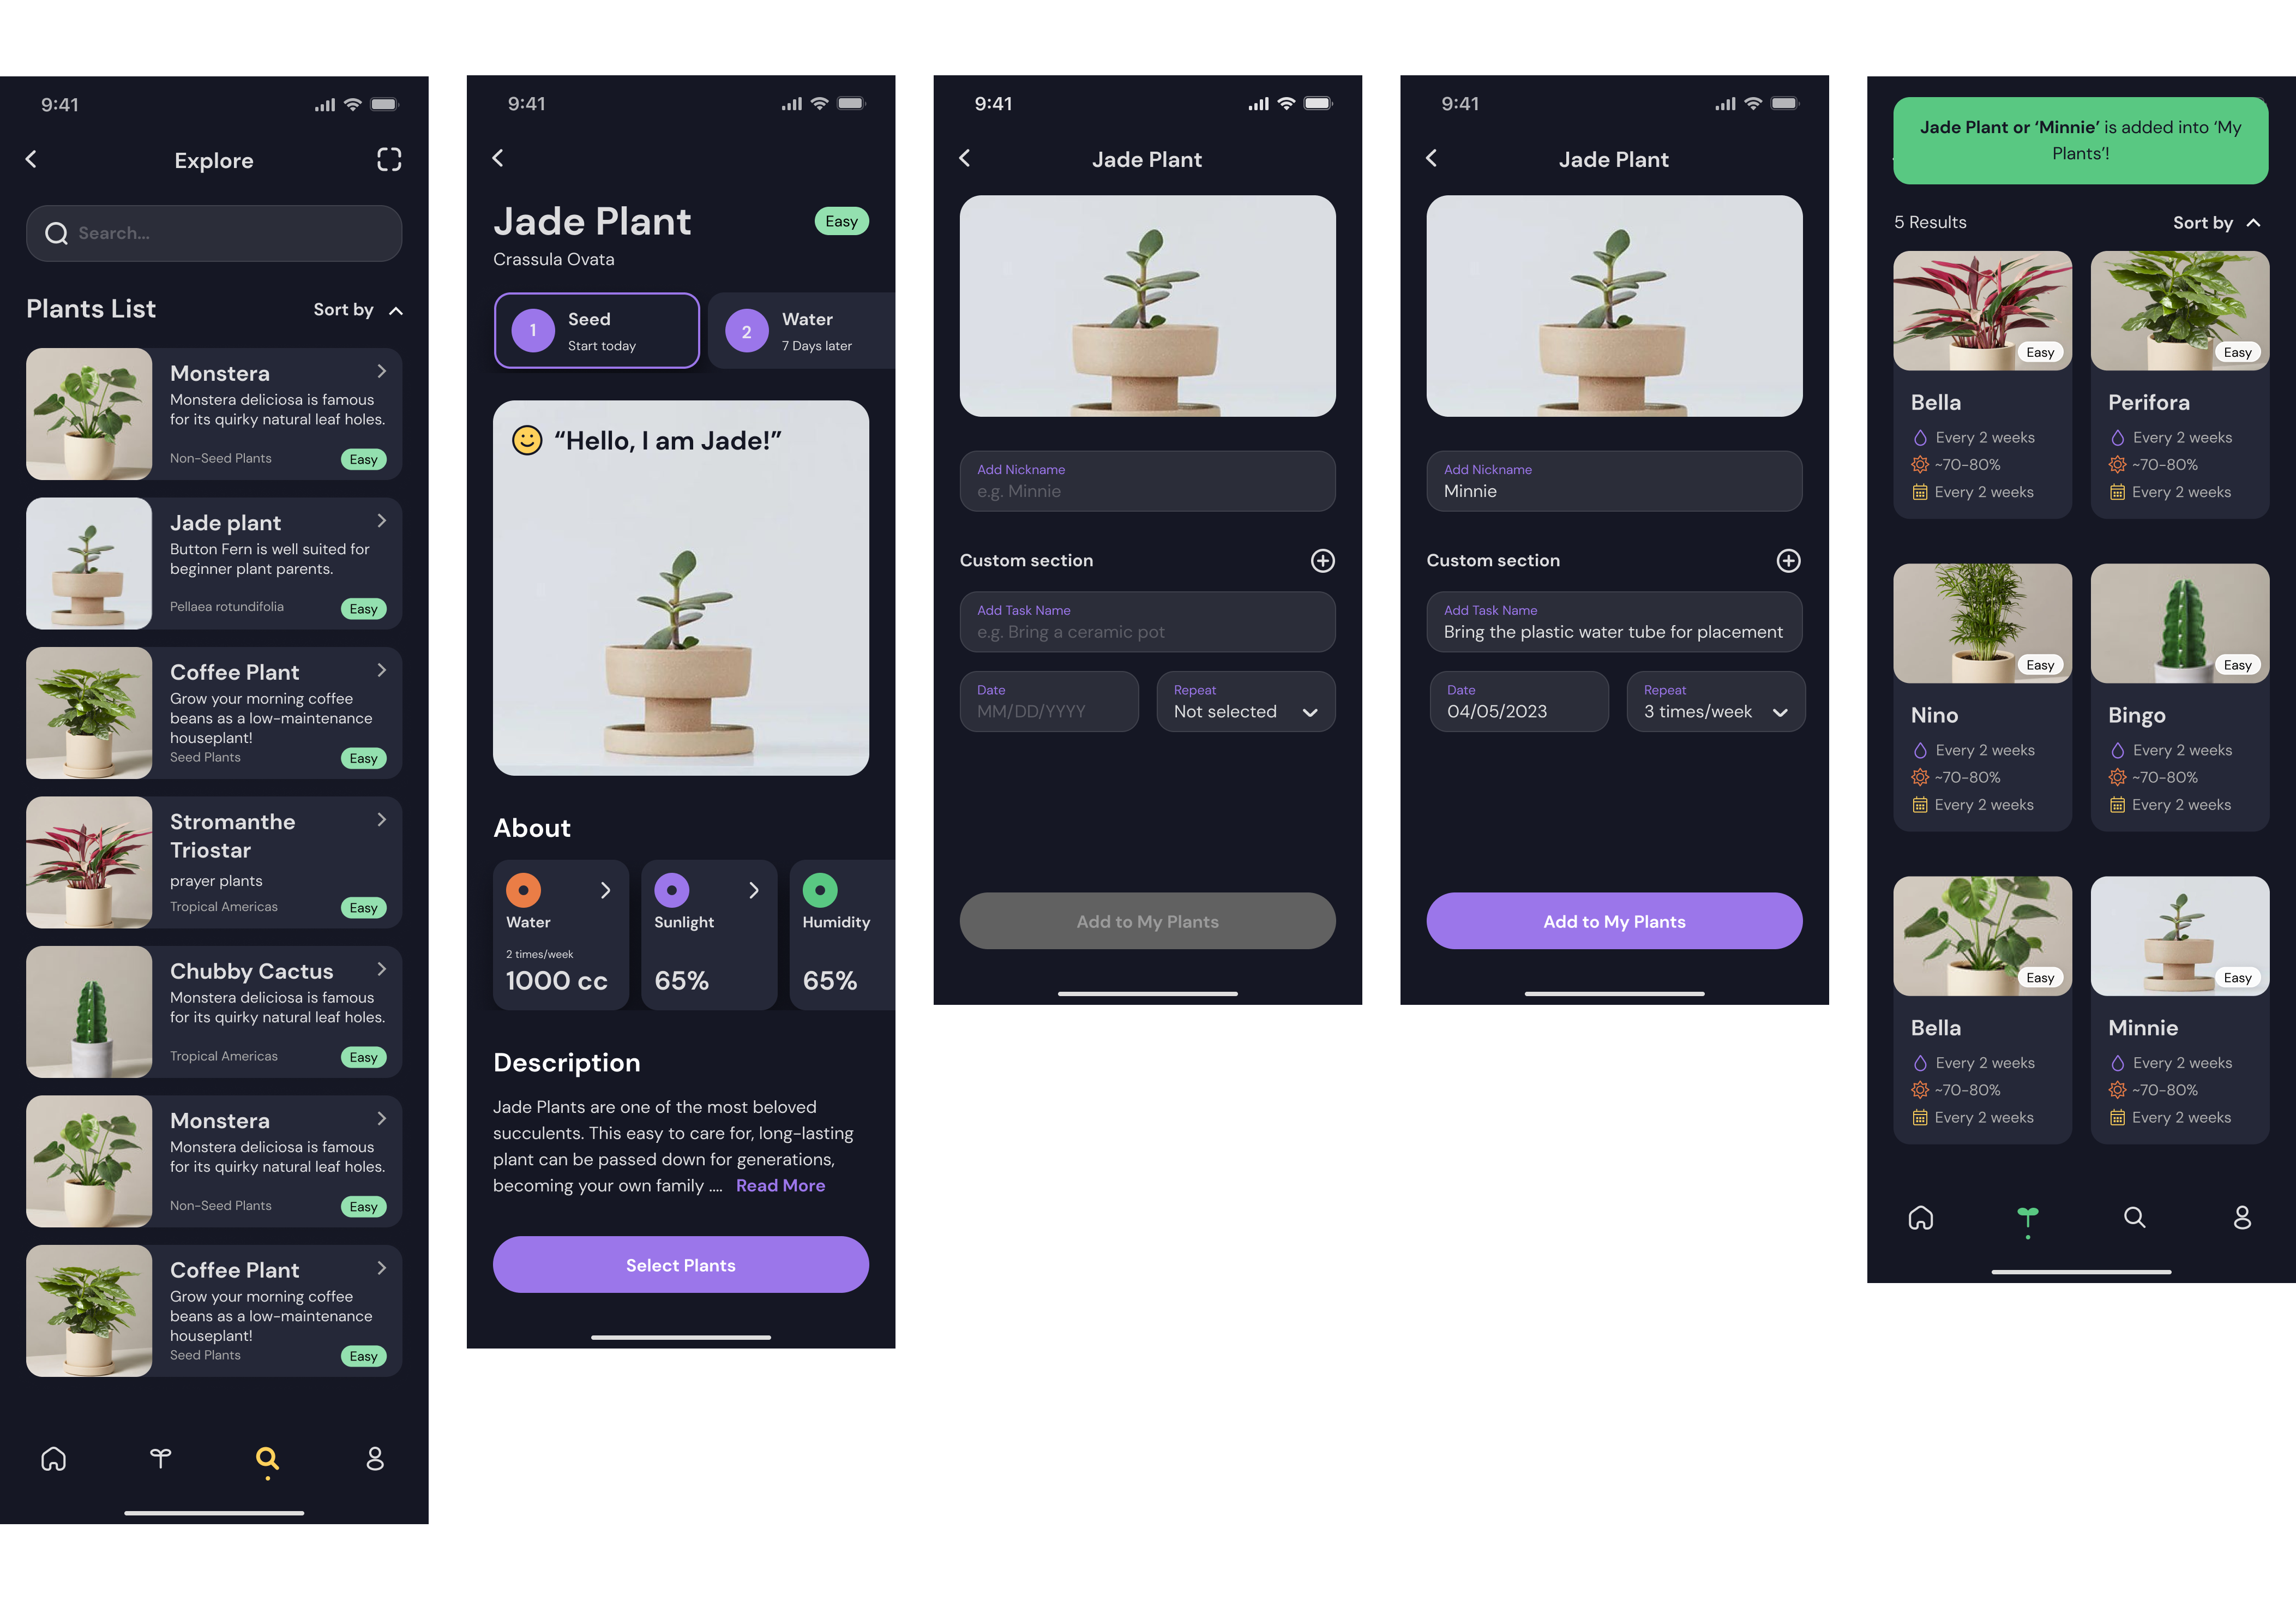 9:41
Explore
Search...
Plants List
Sort by
Monstera
Monstera deliciosa is famous
for its quirky natural leaf holes.
Non-Seed Plants
Easy
Jade plant
Button Fern is well suited for
beginner plant parents.
Pellaea rotundifolia
Easy
Coffee Plant
Grow your morning coffee
beans as a low-maintenance
houseplant!
Seed Plants
Easy
Stromanthe
Triostar
prayer plants
Tropical Americas
Easy
Chubby Cactus
Monstera deliciosa is famous
for its quirky natural leaf holes.
Tropical Americas
Easy
Monstera
Monstera deliciosa is famous
for its quirky natural leaf holes.
Non-Seed Plants
Easy
Coffee Plant
Grow your morning coffee
beans as a low-maintenance
houseplant!
Seed Plants
Easy
9:41
Jade Plant
Easy
Crassula Ovata
1
Seed
Start today
2
Water
7 Days later
“Hello, I am Jade!”
About
Water
2 times/week
1000 cc
Sunlight
65%
Humidity
65%
Description
Jade Plants are one of the most beloved
succulents. This easy to care for, long-lasting
plant can be passed down for generations,
becoming your own family .... Read More
Select Plants
9:41
Jade Plant
Add Nickname
e.g. Minnie
Custom section
Add Task Name
e.g. Bring a ceramic pot
Date
MM/DD/YYYY
Repeat
Not selected
Add to My Plants
9:41
Jade Plant
Add Nickname
Minnie
Custom section
Add Task Name
Bring the plastic water tube for placement
Date
04/05/2023
Repeat
3 times/week
Add to My Plants
Jade Plant or ‘Minnie’ is added into ‘My
Plants’!
5 Results
Sort by
Easy
Bella
Every 2 weeks
~70-80%
Every 2 weeks
Easy
Perifora
Every 2 weeks
~70-80%
Every 2 weeks
Easy
Nino
Every 2 weeks
~70-80%
Every 2 weeks
Easy
Bingo
Every 2 weeks
~70-80%
Every 2 weeks
Easy
Bella
Every 2 weeks
~70-80%
Every 2 weeks
Easy
Minnie
Every 2 weeks
~70-80%
Every 2 weeks